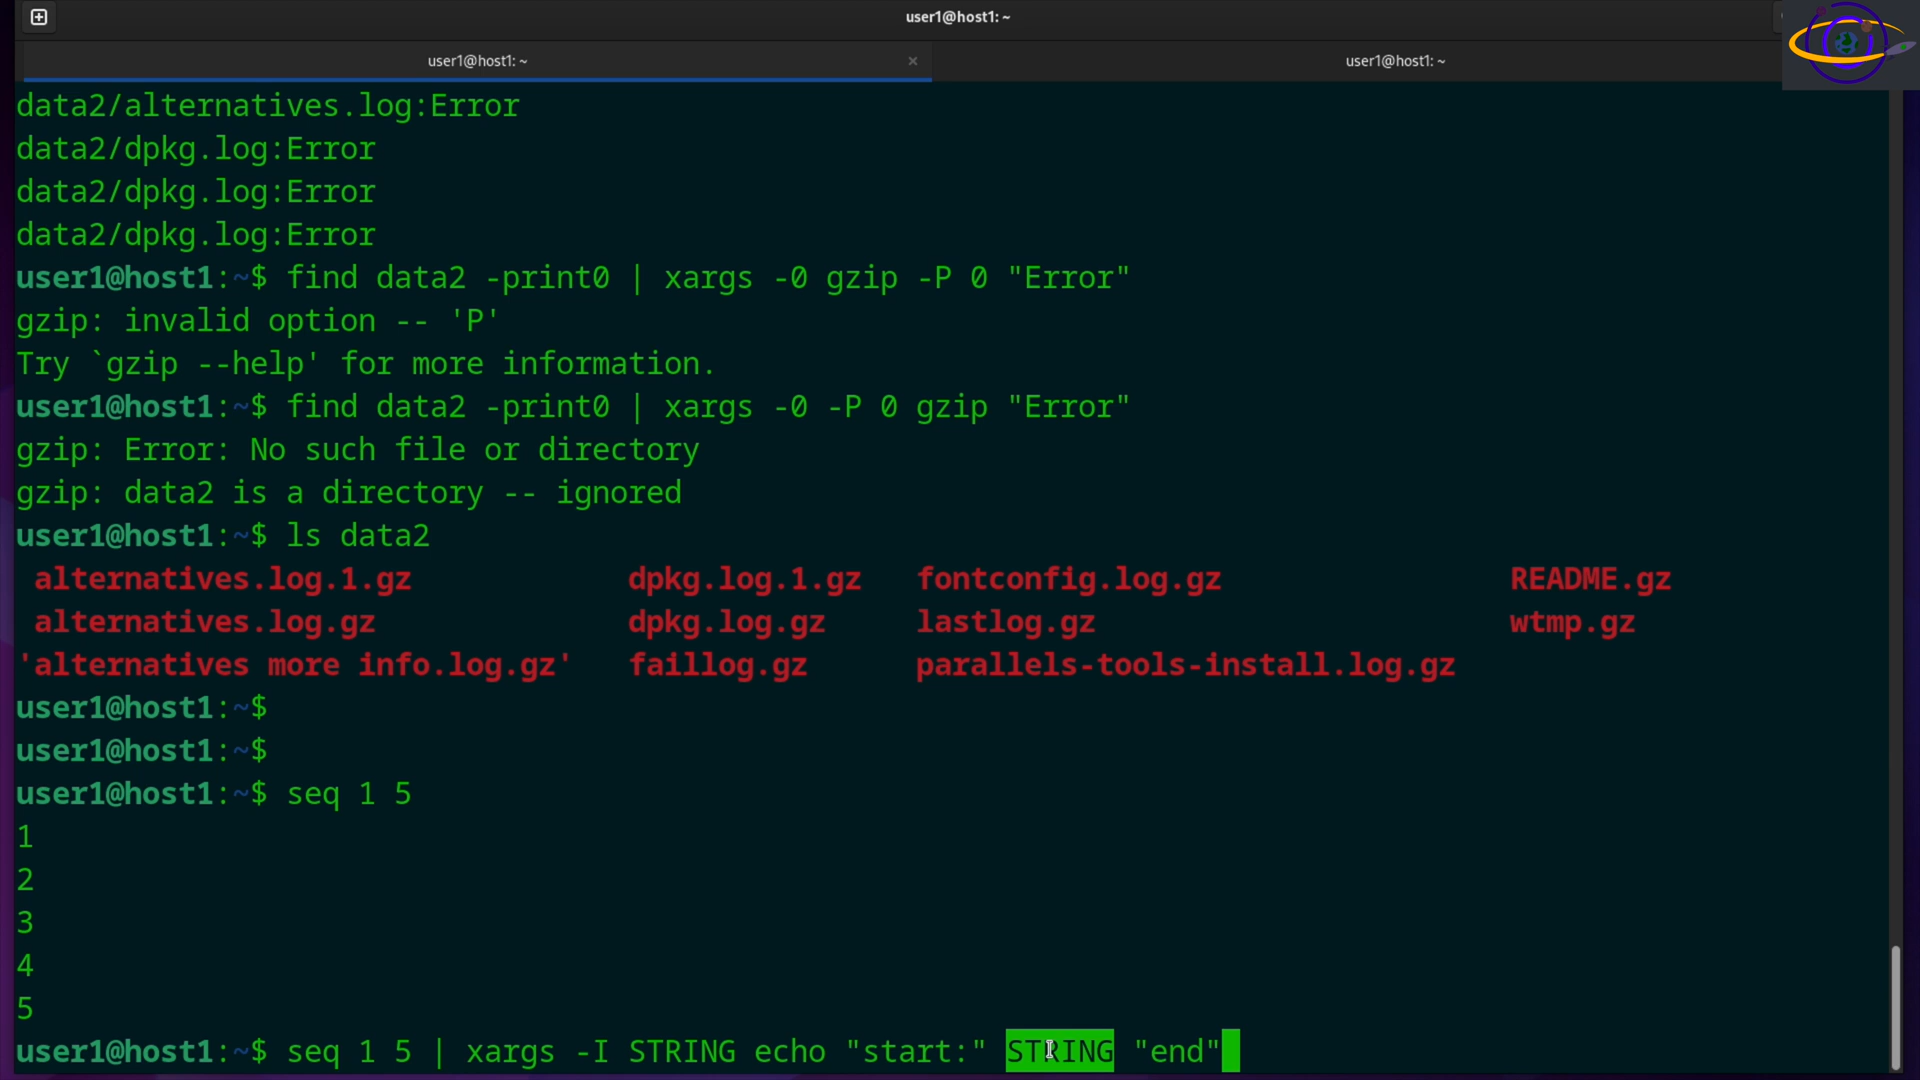 user1@host1: ~
user1@host1: ~
user1@host1: ~
data2/alternatives.log:Error
data2/dpkg.log:Error
data2/dpkg.log:Error
data2/dpkg.log:Error
user1@host1:~$ find data2 -print0 | xargs -0 gzip -P 0 "Error"
gzip: invalid option -- 'P'
Try `gzip --help' for more information.
user1@host1:~$ find data2 -print0 | xargs -0 -P 0 gzip "Error"
gzip: Error: No such file or directory
gzip: data2 is a directory -- ignored
user1@host1:~$ ls data2
alternatives.log.1.gz dpkg.log.1.gz fontconfig.log.gz README.gz
alternatives.log.gz dpkg.log.gz lastlog.gz wtmp.gz
'alternatives more info.log.gz' faillog.gz parallels-tools-install.log.gz
user1@host1:~$
user1@host1:~$
user1@host1:~$ seq 1 5
1
2
3
4
5
user1@host1:~$ seq 1 5 | xargs -I STRING echo "start:" STRING "end"